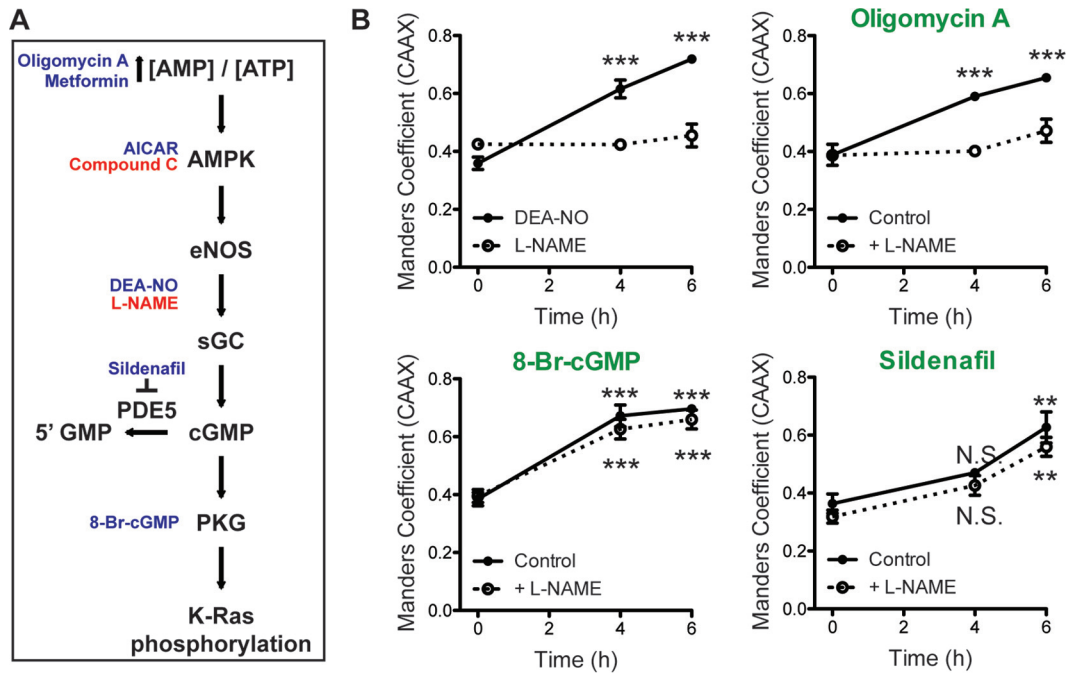 A
Oligomycin A
Metformin
[AMP] / [ATP]
AICAR
Compound C
AMPK
eNOS
DEA-NO
L-NAME
sGC
Sildenafil
PDE5
5' GMP
cGMP
8-Br-cGMP
PKG
K-Ras
phosphorylation
B
Manders Coefficient (CAAX)
0.8
0.6
0.4
0.2
0.0
***
***
DEA-NO
L-NAME
0
2
4
6
Time (h)
Oligomycin A
Manders Coefficient (CAAX)
0.8
0.6
0.4
0.2
0.0
***
***
Control
+ L-NAME
0
2
4
6
Time (h)
8-Br-cGMP
Manders Coefficient (CAAX)
0.8
0.6
0.4
0.2
0.0
***
***
***
***
Control
+ L-NAME
0
2
4
6
Time (h)
Sildenafil
Manders Coefficient (CAAX)
0.8
0.6
0.4
0.2
0.0
**
N.S.
**
N.S.
Control
+ L-NAME
0
2
4
6
Time (h)